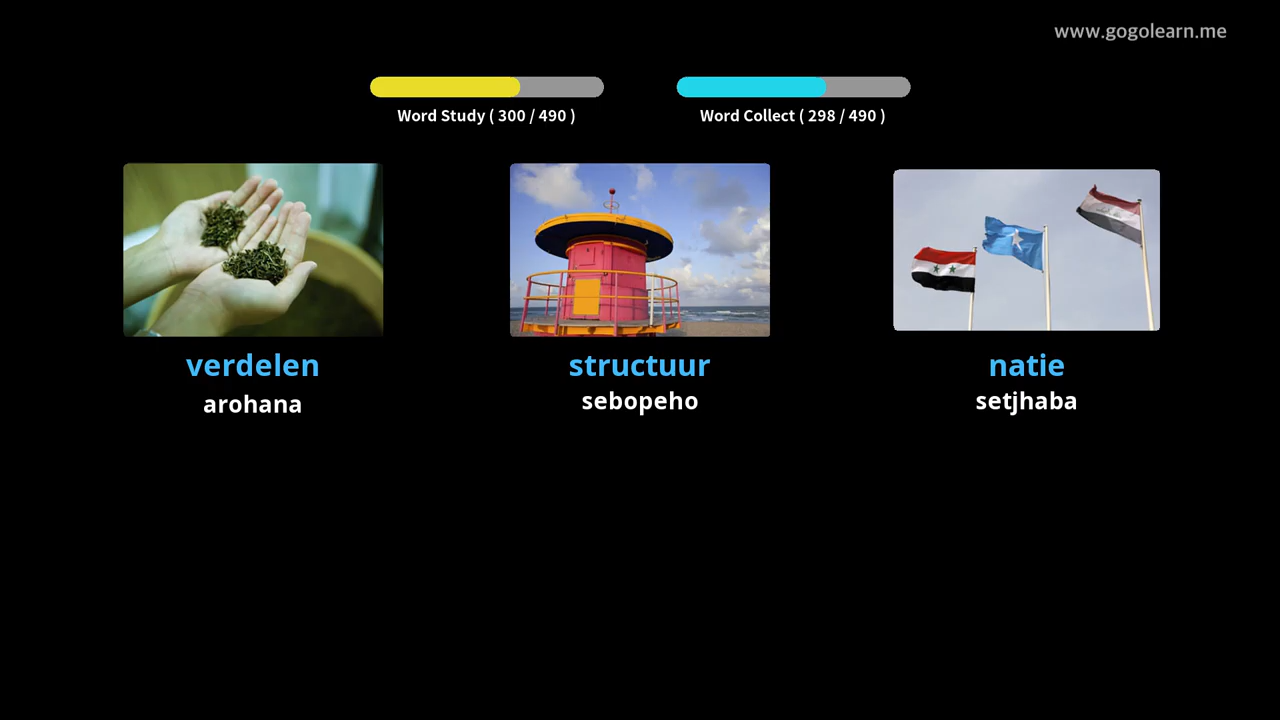 www.gogolearn.me
Word Study ( 300 / 490 )
Word Collect ( 298 / 490 )
verdelen
arohana
structuur
sebopeho
natie
setjhaba